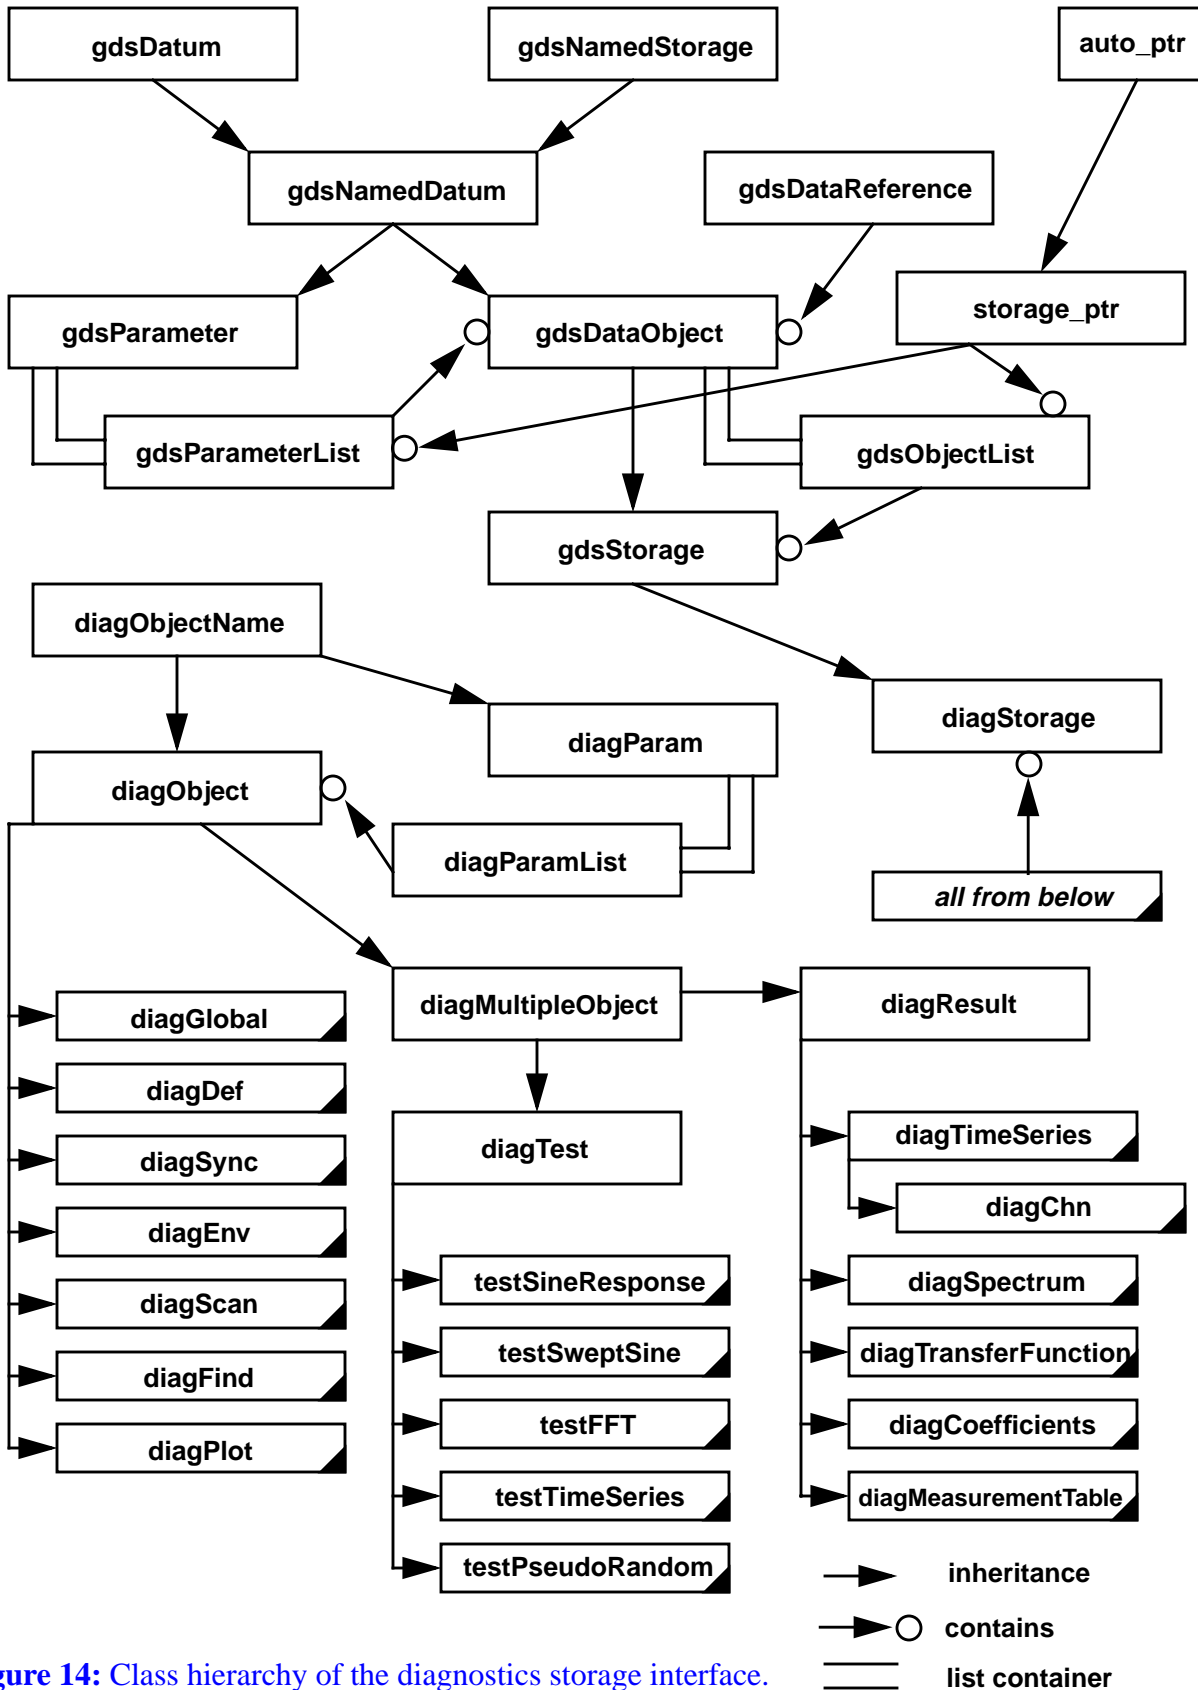 gdsDatum
gdsNamedStorage
auto_ptr
gdsNamedDatum
gdsDataReference
gdsParameter
gdsDataObject
storage_ptr
gdsParameterList
gdsObjectList
gdsStorage
diagObjectName
diagStorage
diagParam
diagObject
diagParamList
all from below
diagMultipleObject
diagResult
diagGlobal
diagDef
diagSync
diagEnv
diagScan
diagFind
diagPlot
diagTest
testSineResponse
testSweptSine
testFFT
testTimeSeries
testPseudoRandom
diagTimeSeries
diagChn
diagSpectrum
diagTransferFunction
diagCoefficients
diagMeasurementTable
inheritance
contains
list container
gure 14: Class hierarchy of the diagnostics storage interface.